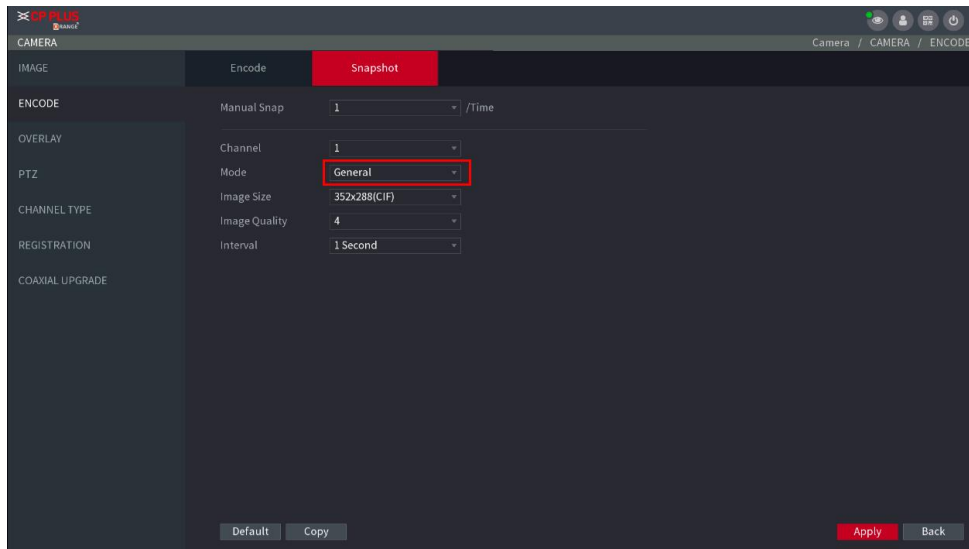 CP PLUS
ORANGE
CAMERA
Camera / CAMERA / ENCODE
IMAGE
Encode
Snapshot
ENCODE
Manual Snap
1
/Time
OVERLAY
Channel
1
PTZ
Mode
General
Image Size
352x288(CIF)
CHANNEL TYPE
Image Quality
4
REGISTRATION
Interval
1 Second
COAXIAL UPGRADE
Default
Copy
Apply
Back